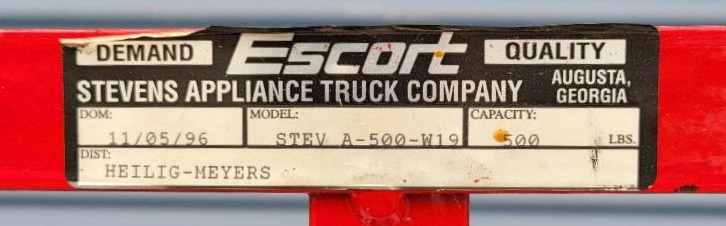 DEMAND Escort QUALITY
STEVENS APPLIANCE TRUCK COMPANY AUGUSTA, GEORGIA
DOM: MODEL: CAPACITY:
11/05/96 STEV A-500-W19 500 LBS.
DIST:
HEILIG-MEYERS